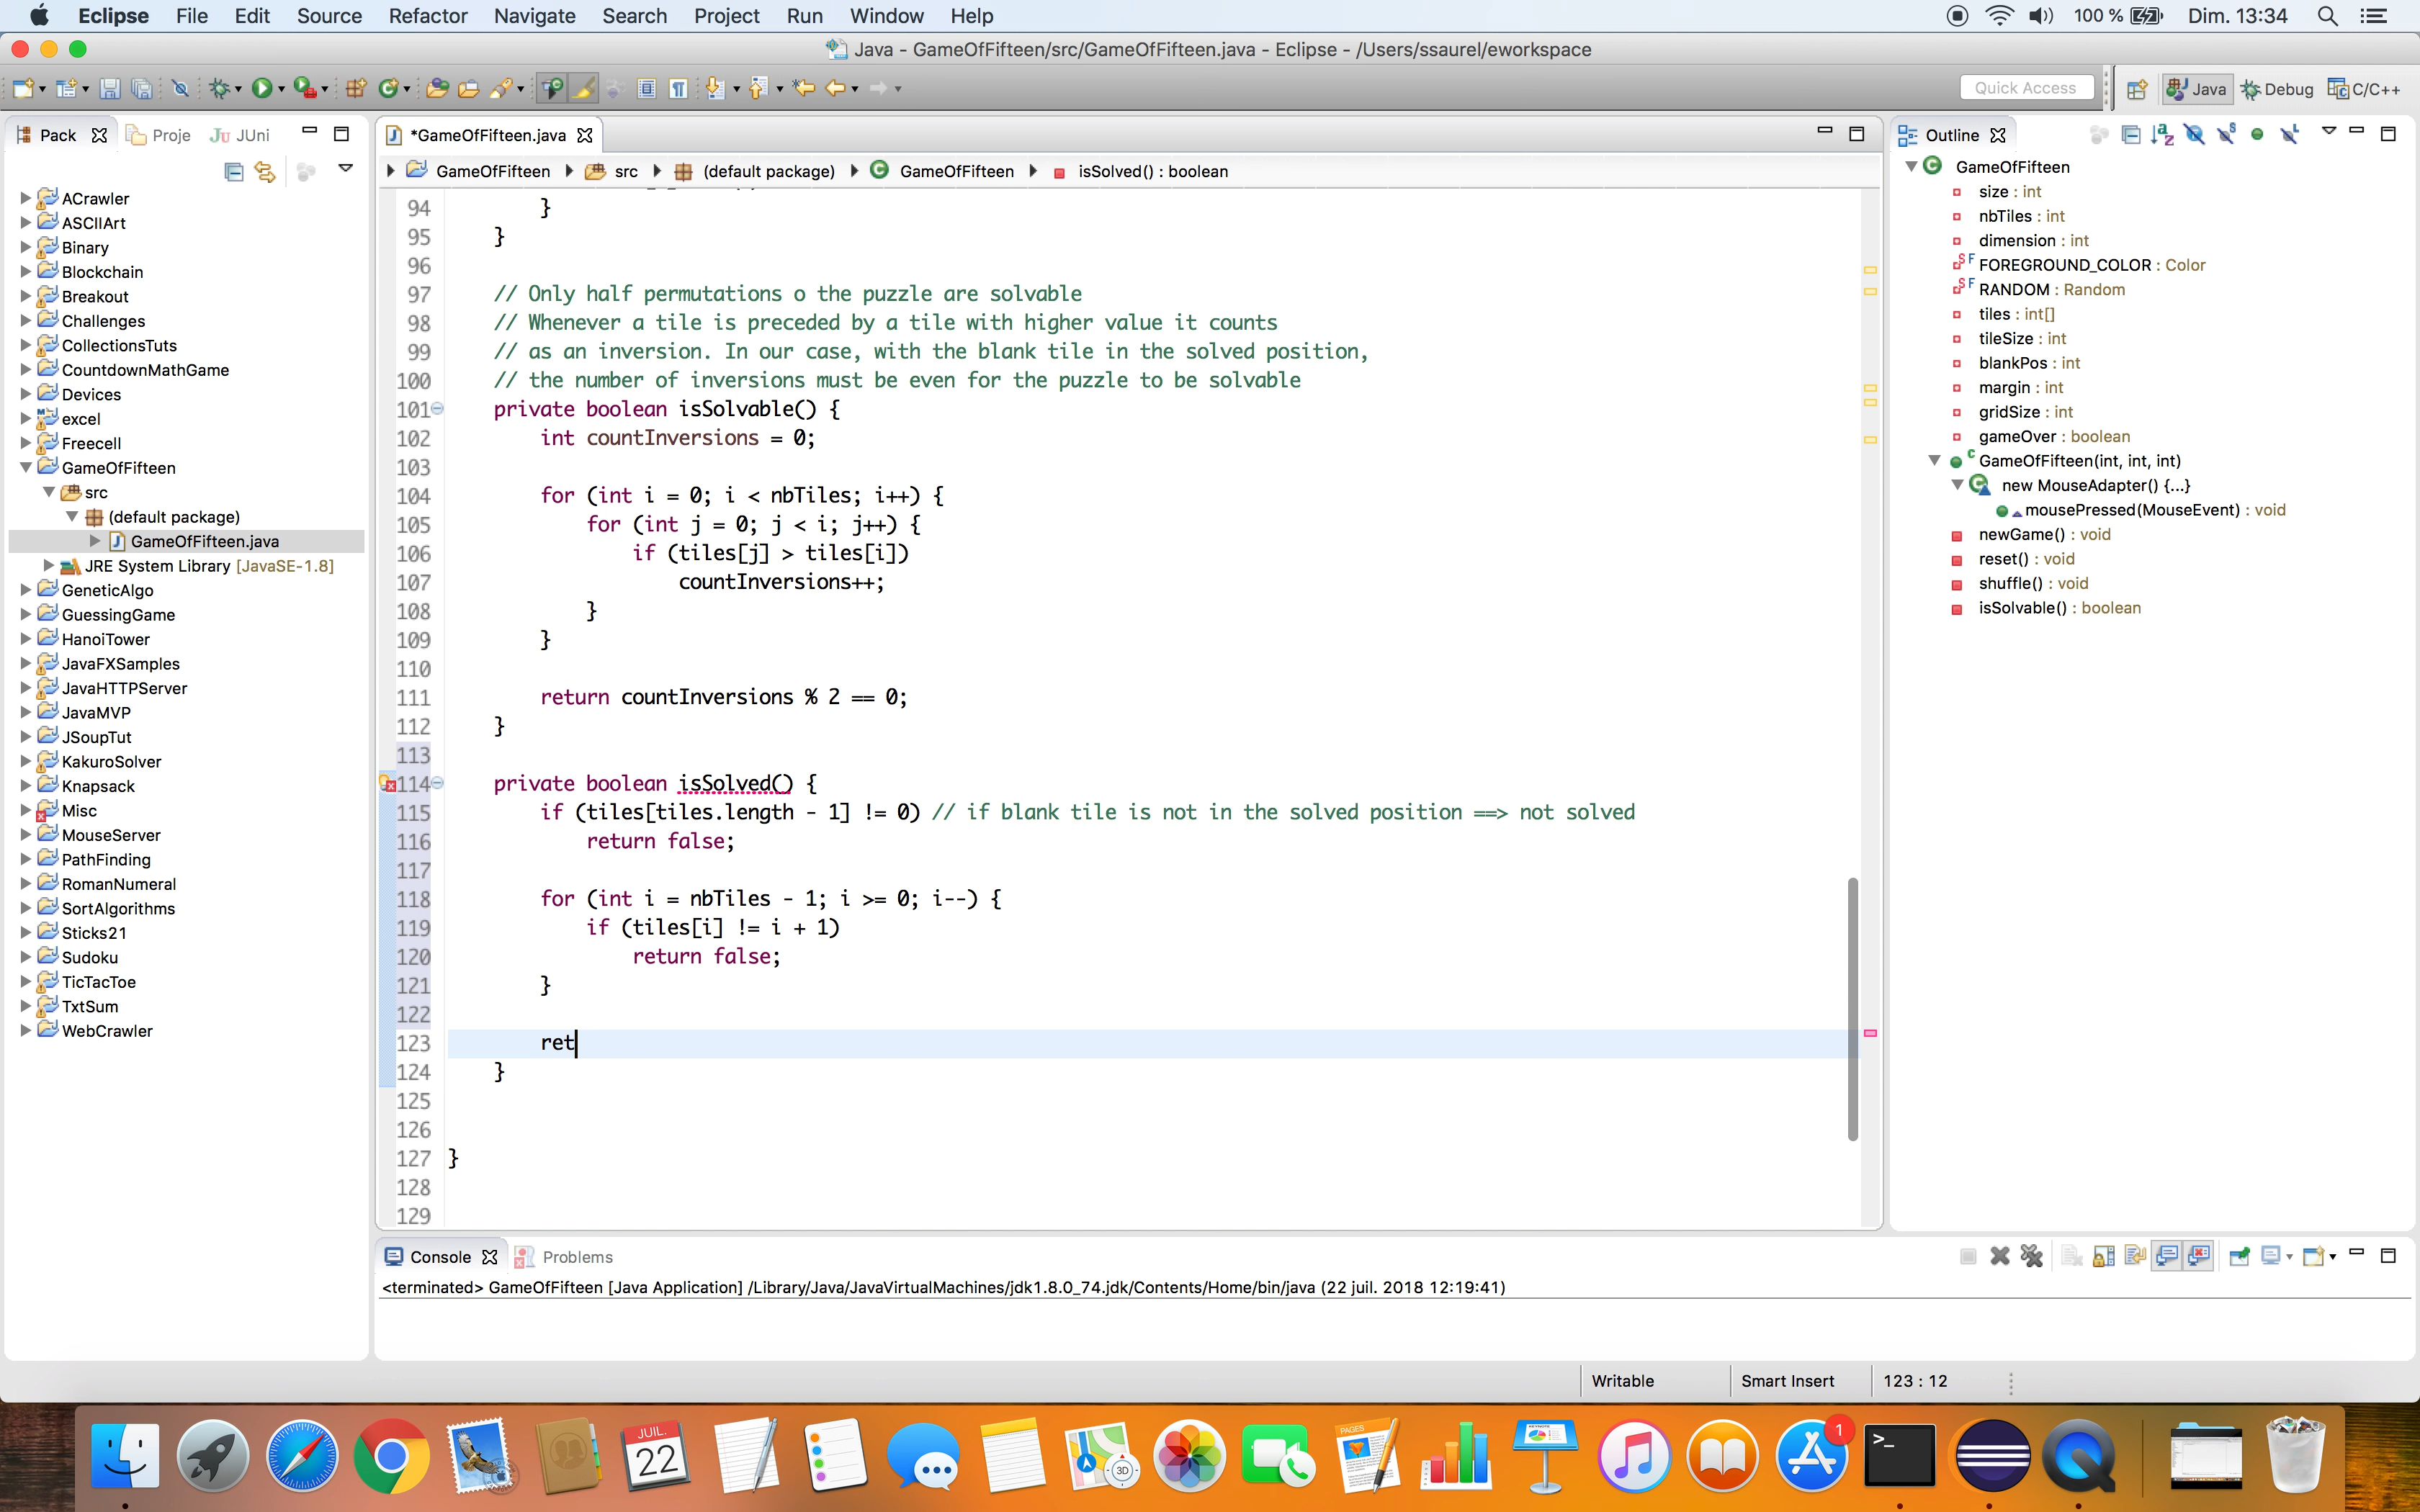 Eclipse File Edit Source Refactor Navigate Search Project Run Window Help 100 % Dim. 13:34
Java - GameOfFifteen/src/GameOfFifteen.java - Eclipse - /Users/ssaurel/eworkspace
Quick Access Java Debug C/C++
Pack Proje JUni
ACrawler
ASCIIArt
Binary
Blockchain
Breakout
Challenges
CollectionsTuts
CountdownMathGame
Devices
excel
Freecell
GameOfFifteen
src
(default package)
GameOfFifteen.java
JRE System Library [JavaSE-1.8]
GeneticAlgo
GuessingGame
HanoiTower
JavaFXSamples
JavaHTTPServer
JavaMVP
JSoupTut
KakuroSolver
Knapsack
Misc
MouseServer
PathFinding
RomanNumeral
SortAlgorithms
Sticks21
Sudoku
TicTacToe
TxtSum
WebCrawler
*GameOfFifteen.java
GameOfFifteen src (default package) GameOfFifteen isSolved() : boolean
94 }
95 }
96
97 // Only half permutations o the puzzle are solvable
98 // Whenever a tile is preceded by a tile with higher value it counts
99 // as an inversion. In our case, with the blank tile in the solved position,
100 // the number of inversions must be even for the puzzle to be solvable
101 private boolean isSolvable() {
102 int countInversions = 0;
103
104 for (int i = 0; i < nbTiles; i++) {
105 for (int j = 0; j < i; j++) {
106 if (tiles[j] > tiles[i])
107 countInversions++;
108 }
109 }
110
111 return countInversions % 2 == 0;
112 }
113
114 private boolean isSolved() {
115 if (tiles[tiles.length - 1] != 0) // if blank tile is not in the solved position ==> not solved
116 return false;
117
118 for (int i = nbTiles - 1; i >= 0; i--) {
119 if (tiles[i] != i + 1)
120 return false;
121 }
122
123 ret
124 }
125
126
127 }
128
129
Outline
GameOfFifteen
size : int
nbTiles : int
dimension : int
FOREGROUND_COLOR : Color
RANDOM : Random
tiles : int[]
tileSize : int
blankPos : int
margin : int
gridSize : int
gameOver : boolean
GameOfFifteen(int, int, int)
new MouseAdapter() {...}
mousePressed(MouseEvent) : void
newGame() : void
reset() : void
shuffle() : void
isSolvable() : boolean
Console Problems
<terminated> GameOfFifteen [Java Application] /Library/Java/JavaVirtualMachines/jdk1.8.0_74.jdk/Contents/Home/bin/java (22 juil. 2018 12:19:41)
Writable Smart Insert 123 : 12
JUIL.
22
3D
PAGES
KEYNOTE
1
>_